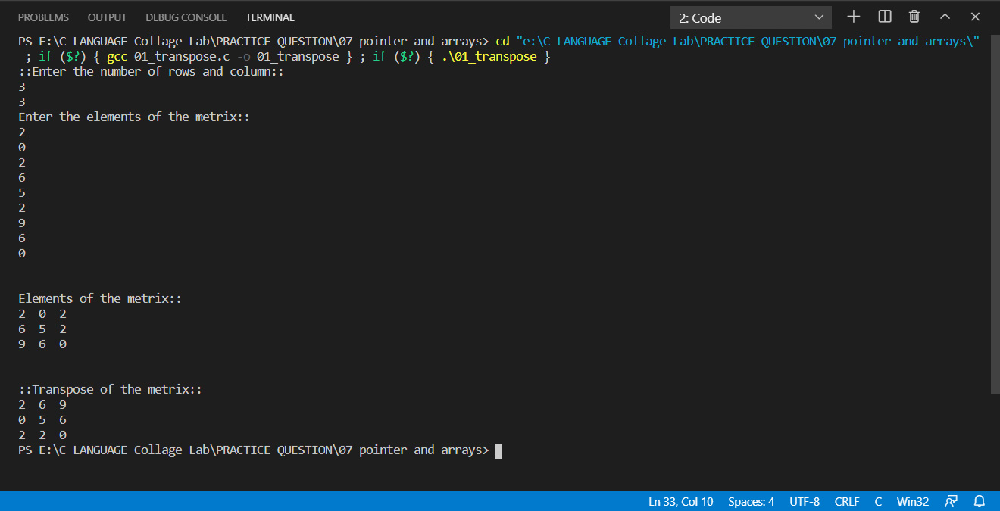 PROBLEMS OUTPUT DEBUG CONSOLE TERMINAL 2: Code
PS E:\C LANGUAGE Collage Lab\PRACTICE QUESTION\07 pointer and arrays> cd "e:\C LANGUAGE Collage Lab\PRACTICE QUESTION\07 pointer and arrays\"
; if ($?) { gcc 01_transpose.c -o 01_transpose } ; if ($?) { .\01_transpose }
::Enter the number of rows and column::
3
3
Enter the elements of the metrix::
2
0
2
6
5
2
9
6
0
Elements of the metrix::
2 0 2
6 5 2
9 6 0
::Transpose of the metrix::
2 6 9
0 5 6
2 2 0
PS E:\C LANGUAGE Collage Lab\PRACTICE QUESTION\07 pointer and arrays>
Ln 33, Col 10 Spaces: 4 UTF-8 CRLF C Win32